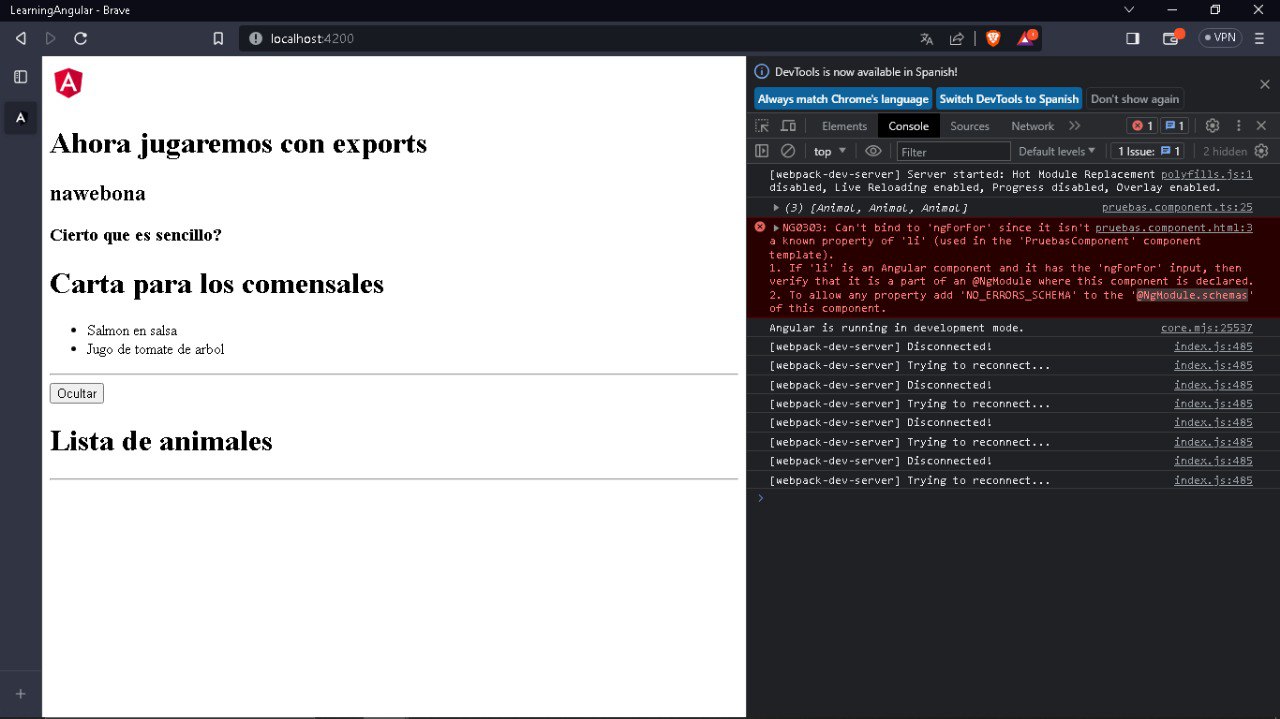 LearningAngular - Brave
localhost:4200
VPN
A
Ahora jugaremos con exports
nawebona
Cierto que es sencillo?
Carta para los comensales
Salmon en salsa
Jugo de tomate de arbol
Ocultar
Lista de animales
DevTools is now available in Spanish!
Always match Chrome's language
Switch DevTools to Spanish
Don't show again
Elements Console Sources Network 1 1
top Filter Default levels 1 Issue: 1 2 hidden
[webpack-dev-server] Server started: Hot Module Replacement polyfills.js:1
disabled, Live Reloading enabled, Progress disabled, Overlay enabled.
(3) [Animal, Animal, Animal] pruebas.component.ts:25
NG0303: Can't bind to 'ngForFor' since it isn't pruebas.component.html:3
a known property of 'li' (used in the 'PruebasComponent' component
template).
1. If 'li' is an Angular component and it has the 'ngForFor' input, then
verify that it is a part of an @NgModule where this component is declared.
2. To allow any property add 'NO_ERRORS_SCHEMA' to the '@NgModule.schemas'
of this component.
Angular is running in development mode. core.mjs:25537
[webpack-dev-server] Disconnected! index.js:485
[webpack-dev-server] Trying to reconnect... index.js:485
[webpack-dev-server] Disconnected! index.js:485
[webpack-dev-server] Trying to reconnect... index.js:485
[webpack-dev-server] Disconnected! index.js:485
[webpack-dev-server] Trying to reconnect... index.js:485
[webpack-dev-server] Disconnected! index.js:485
[webpack-dev-server] Trying to reconnect... index.js:485